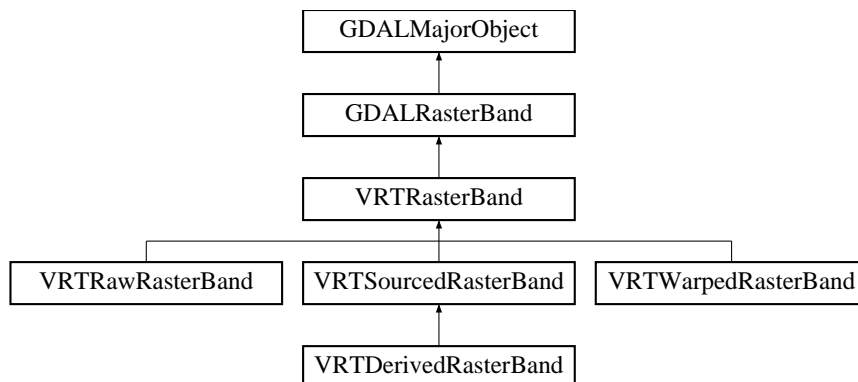 GDALMajorObject
GDALRasterBand
VRTRasterBand
VRTRawRasterBand
VRTSourcedRasterBand
VRTWarpedRasterBand
VRTDerivedRasterBand